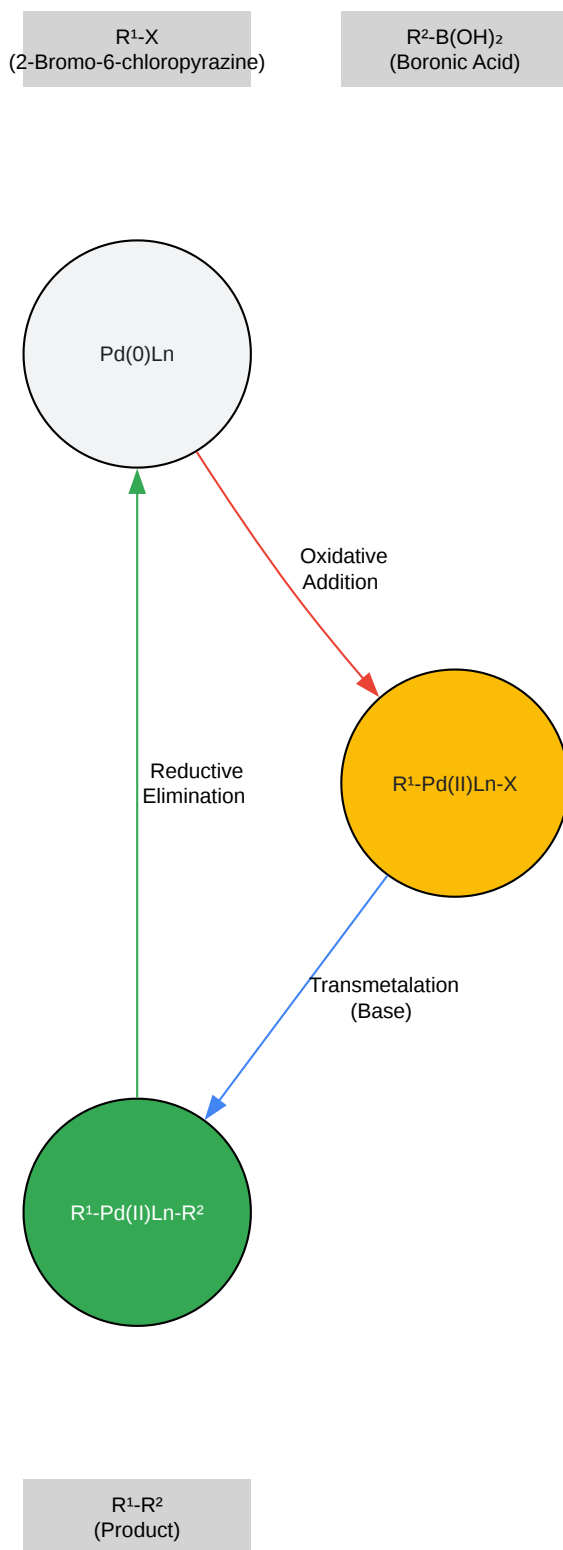 R¹-X
(2-Bromo-6-chloropyrazine)
R²-B(OH)₂
(Boronic Acid)
Pd(0)Ln
Oxidative
Addition
R¹-Pd(II)Ln-X
Reductive
Elimination
Transmetalation
(Base)
R¹-Pd(II)Ln-R²
R¹-R²
(Product)